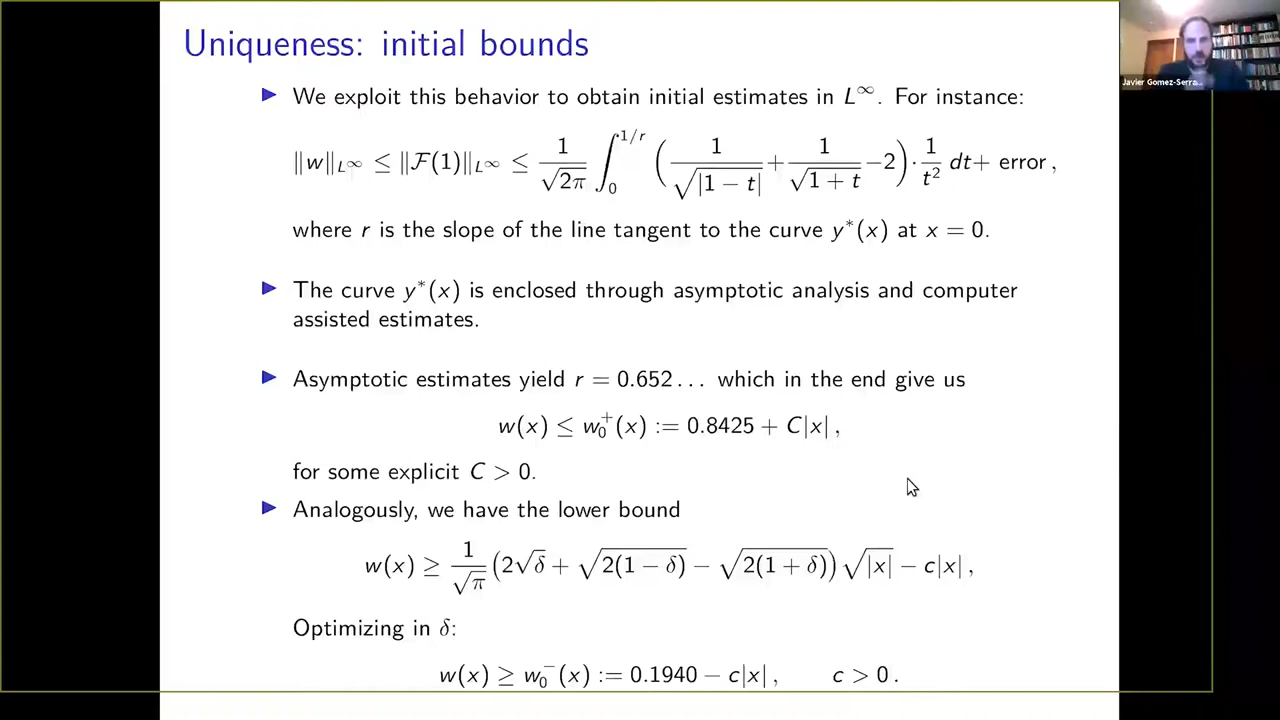 Uniqueness: initial bounds
▶ We exploit this behavior to obtain initial estimates in L^∞. For instance:
‖w‖_{L^∞} ≤ ‖F(1)‖_{L^∞} ≤ 1/√(2π) ∫_0^{1/r} ( 1/√|1 − t| + 1/√(1 + t) − 2 ) · 1/t² dt + error ,
where r is the slope of the line tangent to the curve y*(x) at x = 0.
▶ The curve y*(x) is enclosed through asymptotic analysis and computer
assisted estimates.
▶ Asymptotic estimates yield r = 0.652... which in the end give us
w(x) ≤ w_0^+(x) := 0.8425 + C|x| ,
for some explicit C > 0.
▶ Analogously, we have the lower bound
w(x) ≥ 1/√π (2√δ + √(2(1 − δ)) − √(2(1 + δ))) √|x| − c|x| ,
Optimizing in δ:
w(x) ≥ w_0^−(x) := 0.1940 − c|x| , c > 0 .
Javier Gomez-Serra...